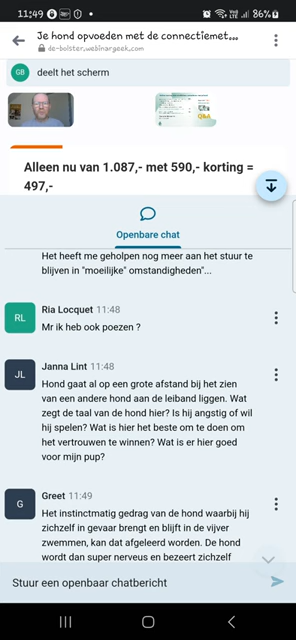 11:49
Vo) LTE 86%
Je hond opvoeden met de connectiemet...
de-bolster.webinargeek.com
GB deelt het scherm
Q&A
Alleen nu van 1.087,- met 590,- korting =
497,-
Openbare chat
Het heeft me geholpen nog meer aan het stuur te
blijven in "moeilijke" omstandigheden"...
RL Ria Locquet 11:48
Mr ik heb ook poezen ?
JL Janna Lint 11:48
Hond gaat al op een grote afstand bij het zien
van een andere hond aan de leiband liggen. Wat
zegt de taal van de hond hier? Is hij angstig of wil
hij spelen? Wat is hier het beste om te doen om
het vertrouwen te winnen? Wat is er hier goed
voor mijn pup?
G Greet 11:49
Het instinctmatig gedrag van de hond waarbij hij
zichzelf in gevaar brengt en blijft in de vijver
zwemmen, kan dat afgeleerd worden. De hond
wordt dan super nerveus en bezeert zichzelf
Stuur een openbaar chatbericht